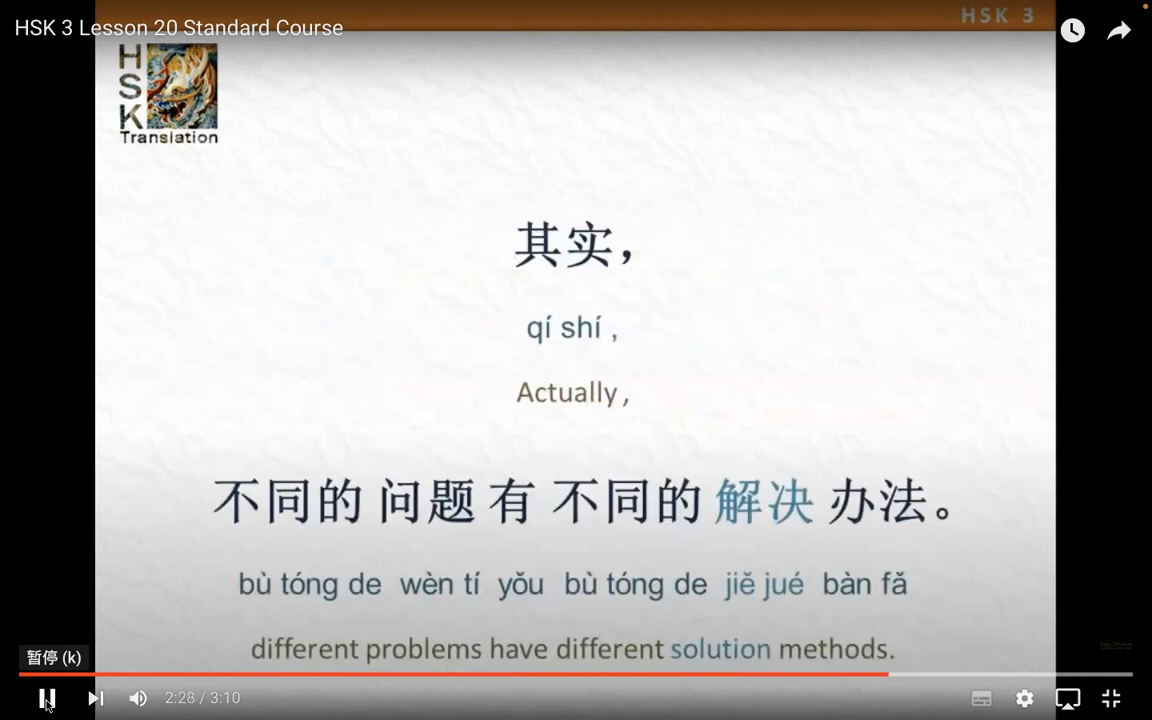 HSK 3 Lesson 20 Standard Course
HSK 3
HSK
Translation
其实，
qí shí ,
Actually,
不同的 问题 有 不同的 解决 办法。
bù tóng de wèn tí yǒu bù tóng de jiě jué bàn fǎ
different problems have different solution methods.
暂停 (k)
2:28 / 3:10